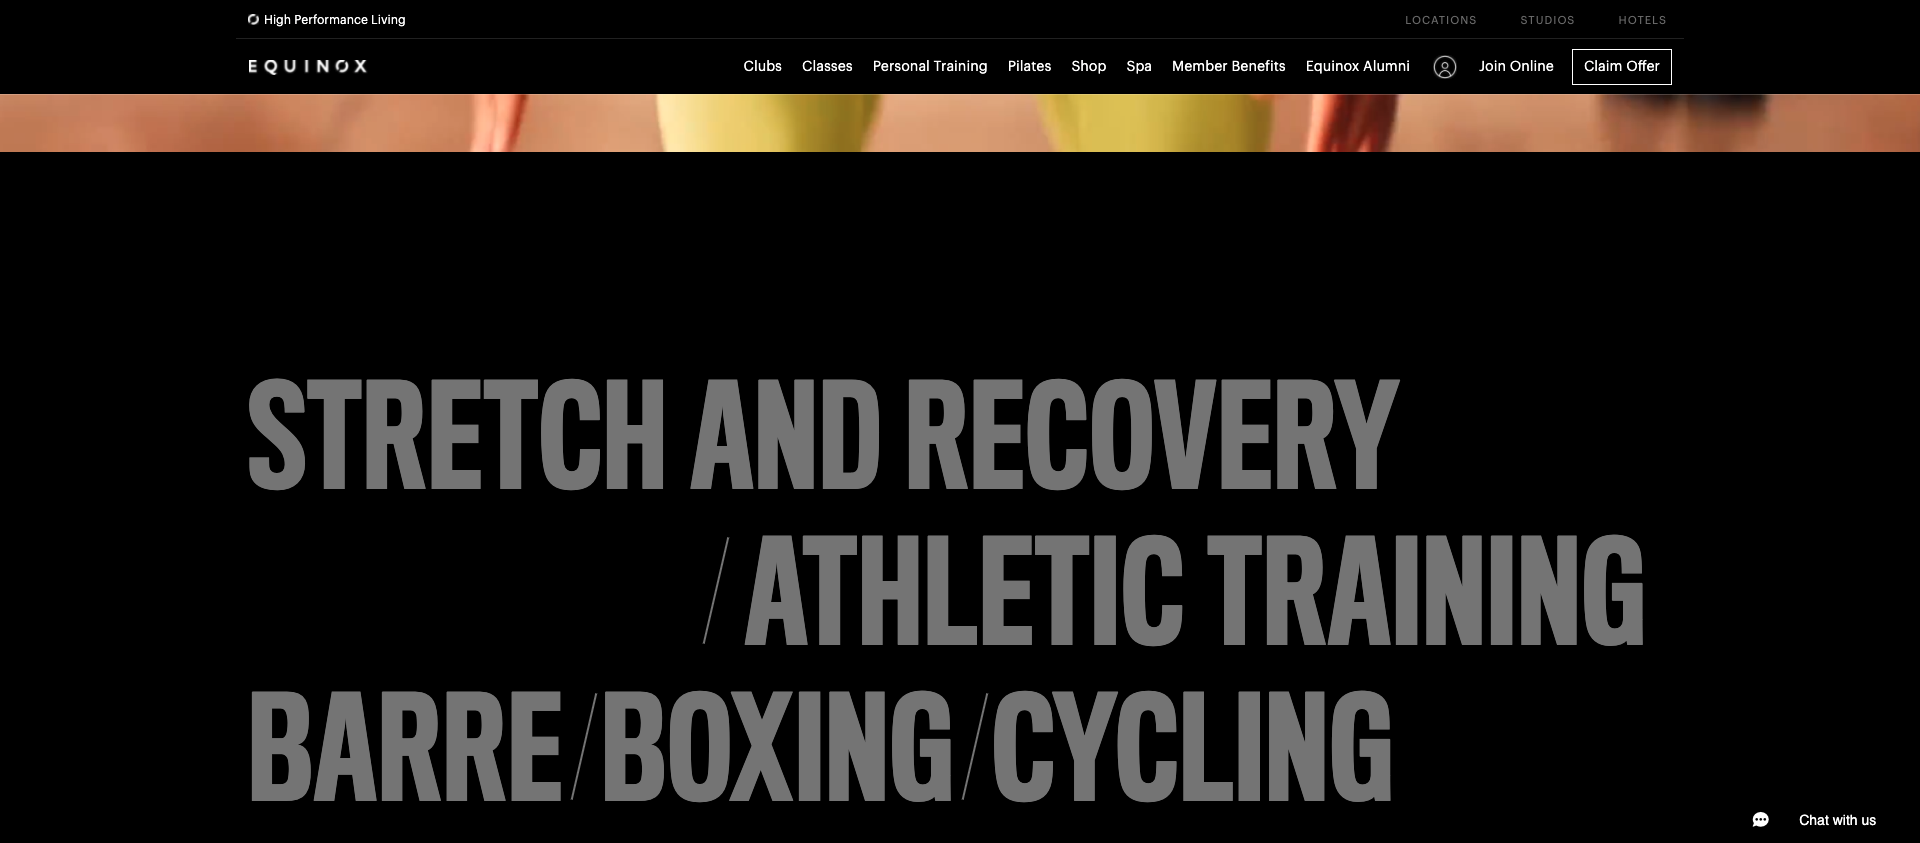 High Performance Living
LOCATIONS STUDIOS HOTELS
EQUINOX
Clubs Classes Personal Training Pilates Shop Spa Member Benefits Equinox Alumni Join Online Claim Offer
STRETCH AND RECOVERY
/ ATHLETIC TRAINING
BARRE / BOXING / CYCLING
Chat with us